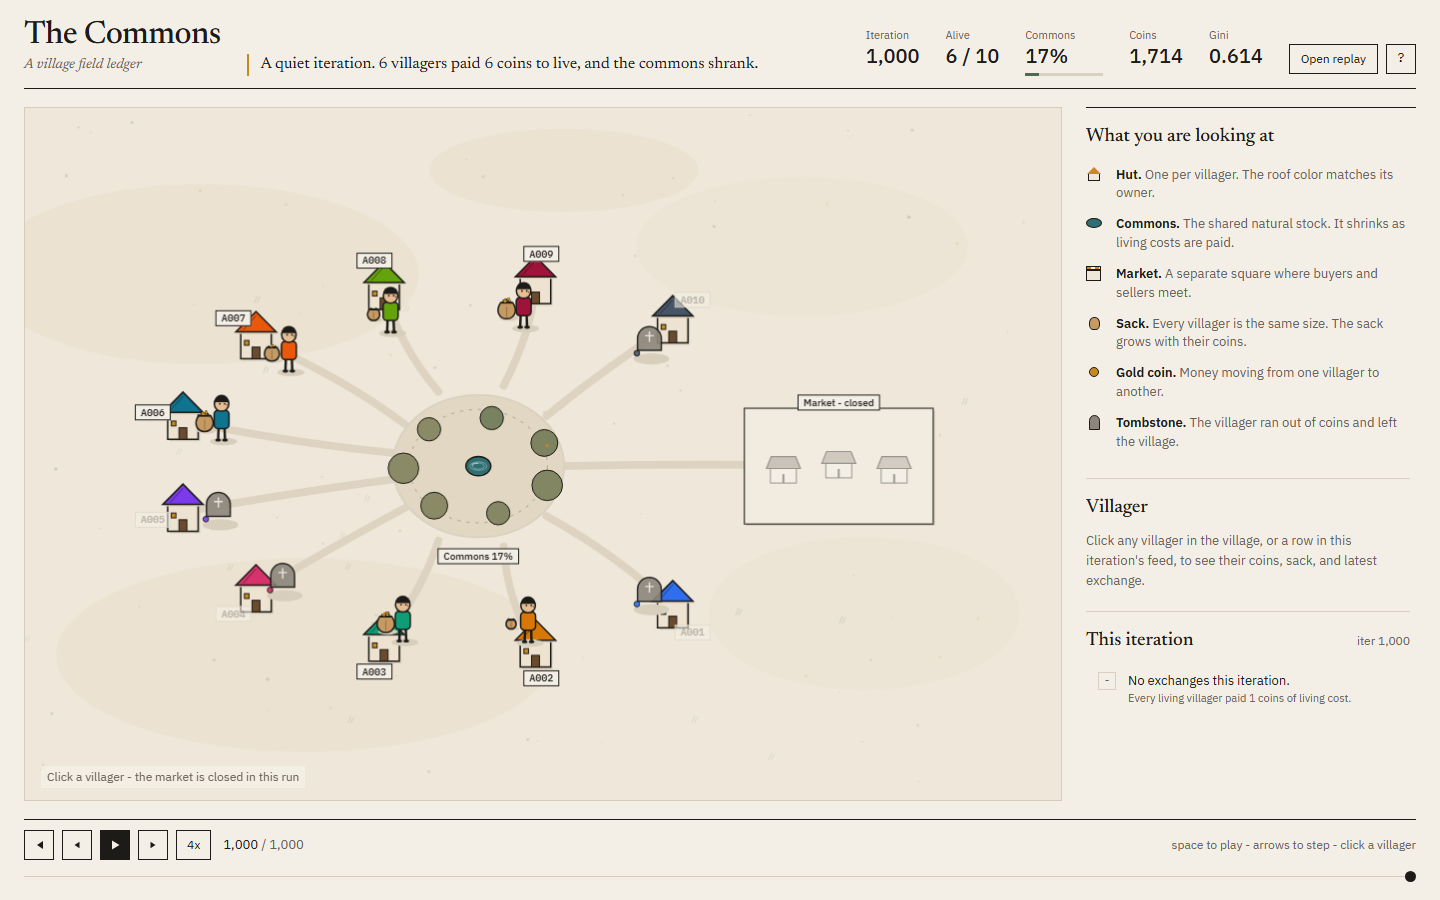 The Commons
A village field ledger
A quiet iteration. 6 villagers paid 6 coins to live, and the commons shrank.
Iteration
1,000
Alive
6 / 10
Commons
17%
Coins
1,714
Gini
0.614
Open replay
?
A008
A009
A010
A007
A006
A005
A004
A003
A002
A001
Market - closed
Commons 17%
Click a villager - the market is closed in this run
What you are looking at
Hut. One per villager. The roof color matches its
owner.
Commons. The shared natural stock. It shrinks as
living costs are paid.
Market. A separate square where buyers and
sellers meet.
Sack. Every villager is the same size. The sack
grows with their coins.
Gold coin. Money moving from one villager to
another.
Tombstone. The villager ran out of coins and left
the village.
Villager
Click any villager in the village, or a row in this
iteration's feed, to see their coins, sack, and latest
exchange.
This iteration
iter 1,000
-
No exchanges this iteration.
Every living villager paid 1 coins of living cost.
4x
1,000 / 1,000
space to play - arrows to step - click a villager